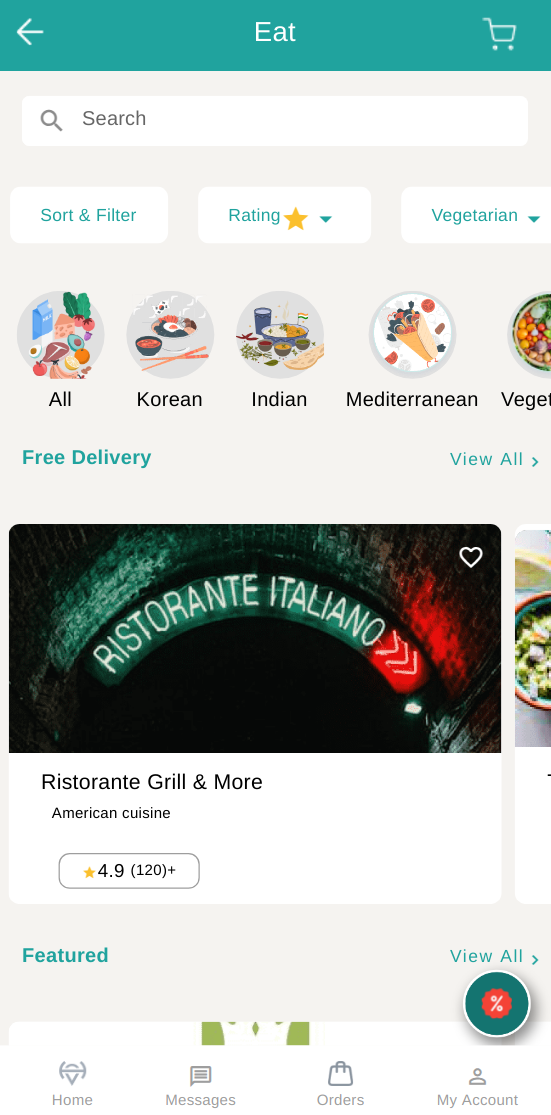 Eat
Search
Sort & Filter
Rating
Vegetarian
All
Korean
Indian
Mediterranean
Veget
Free Delivery
View All
RISTORANTE ITALIANO
Ristorante Grill & More
American cuisine
4.9 (120)+
Featured
View All
%
Home
Messages
Orders
My Account